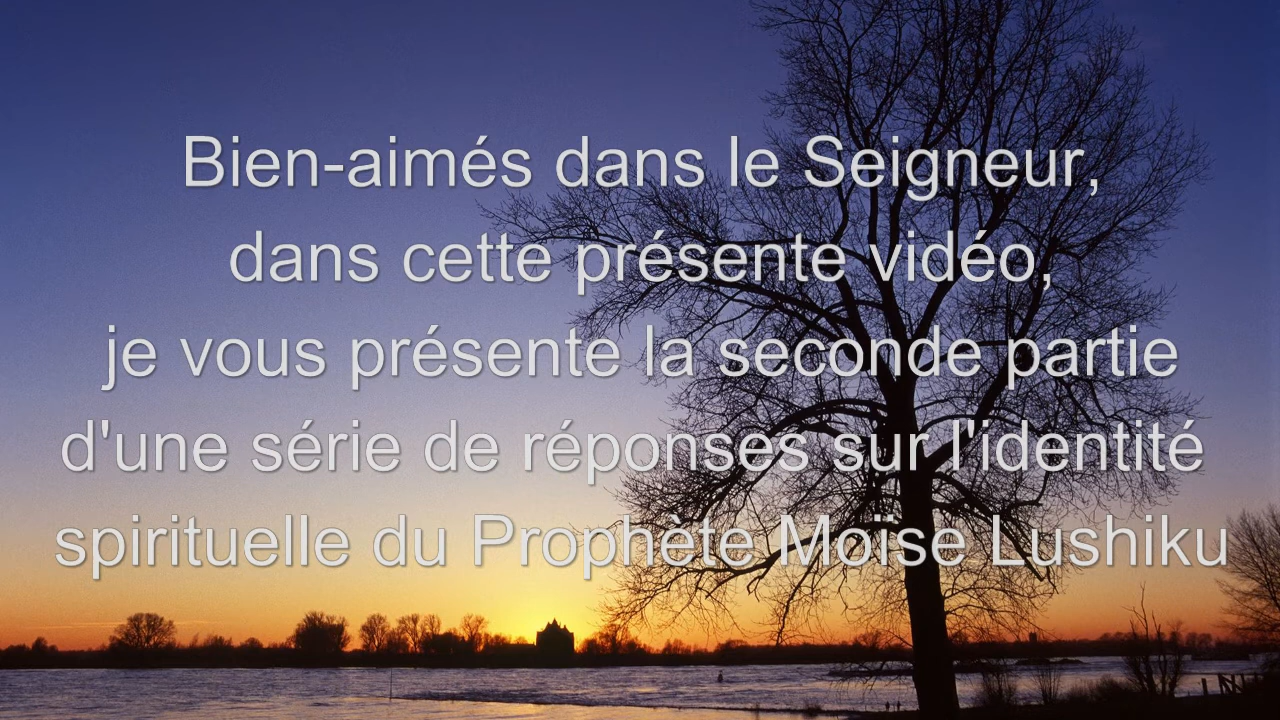 Bien-aimés dans le Seigneur,
dans cette présente vidéo,
je vous présente la seconde partie
d'une série de réponses sur l'identité
spirituelle du Prophète Moïse Lushiku